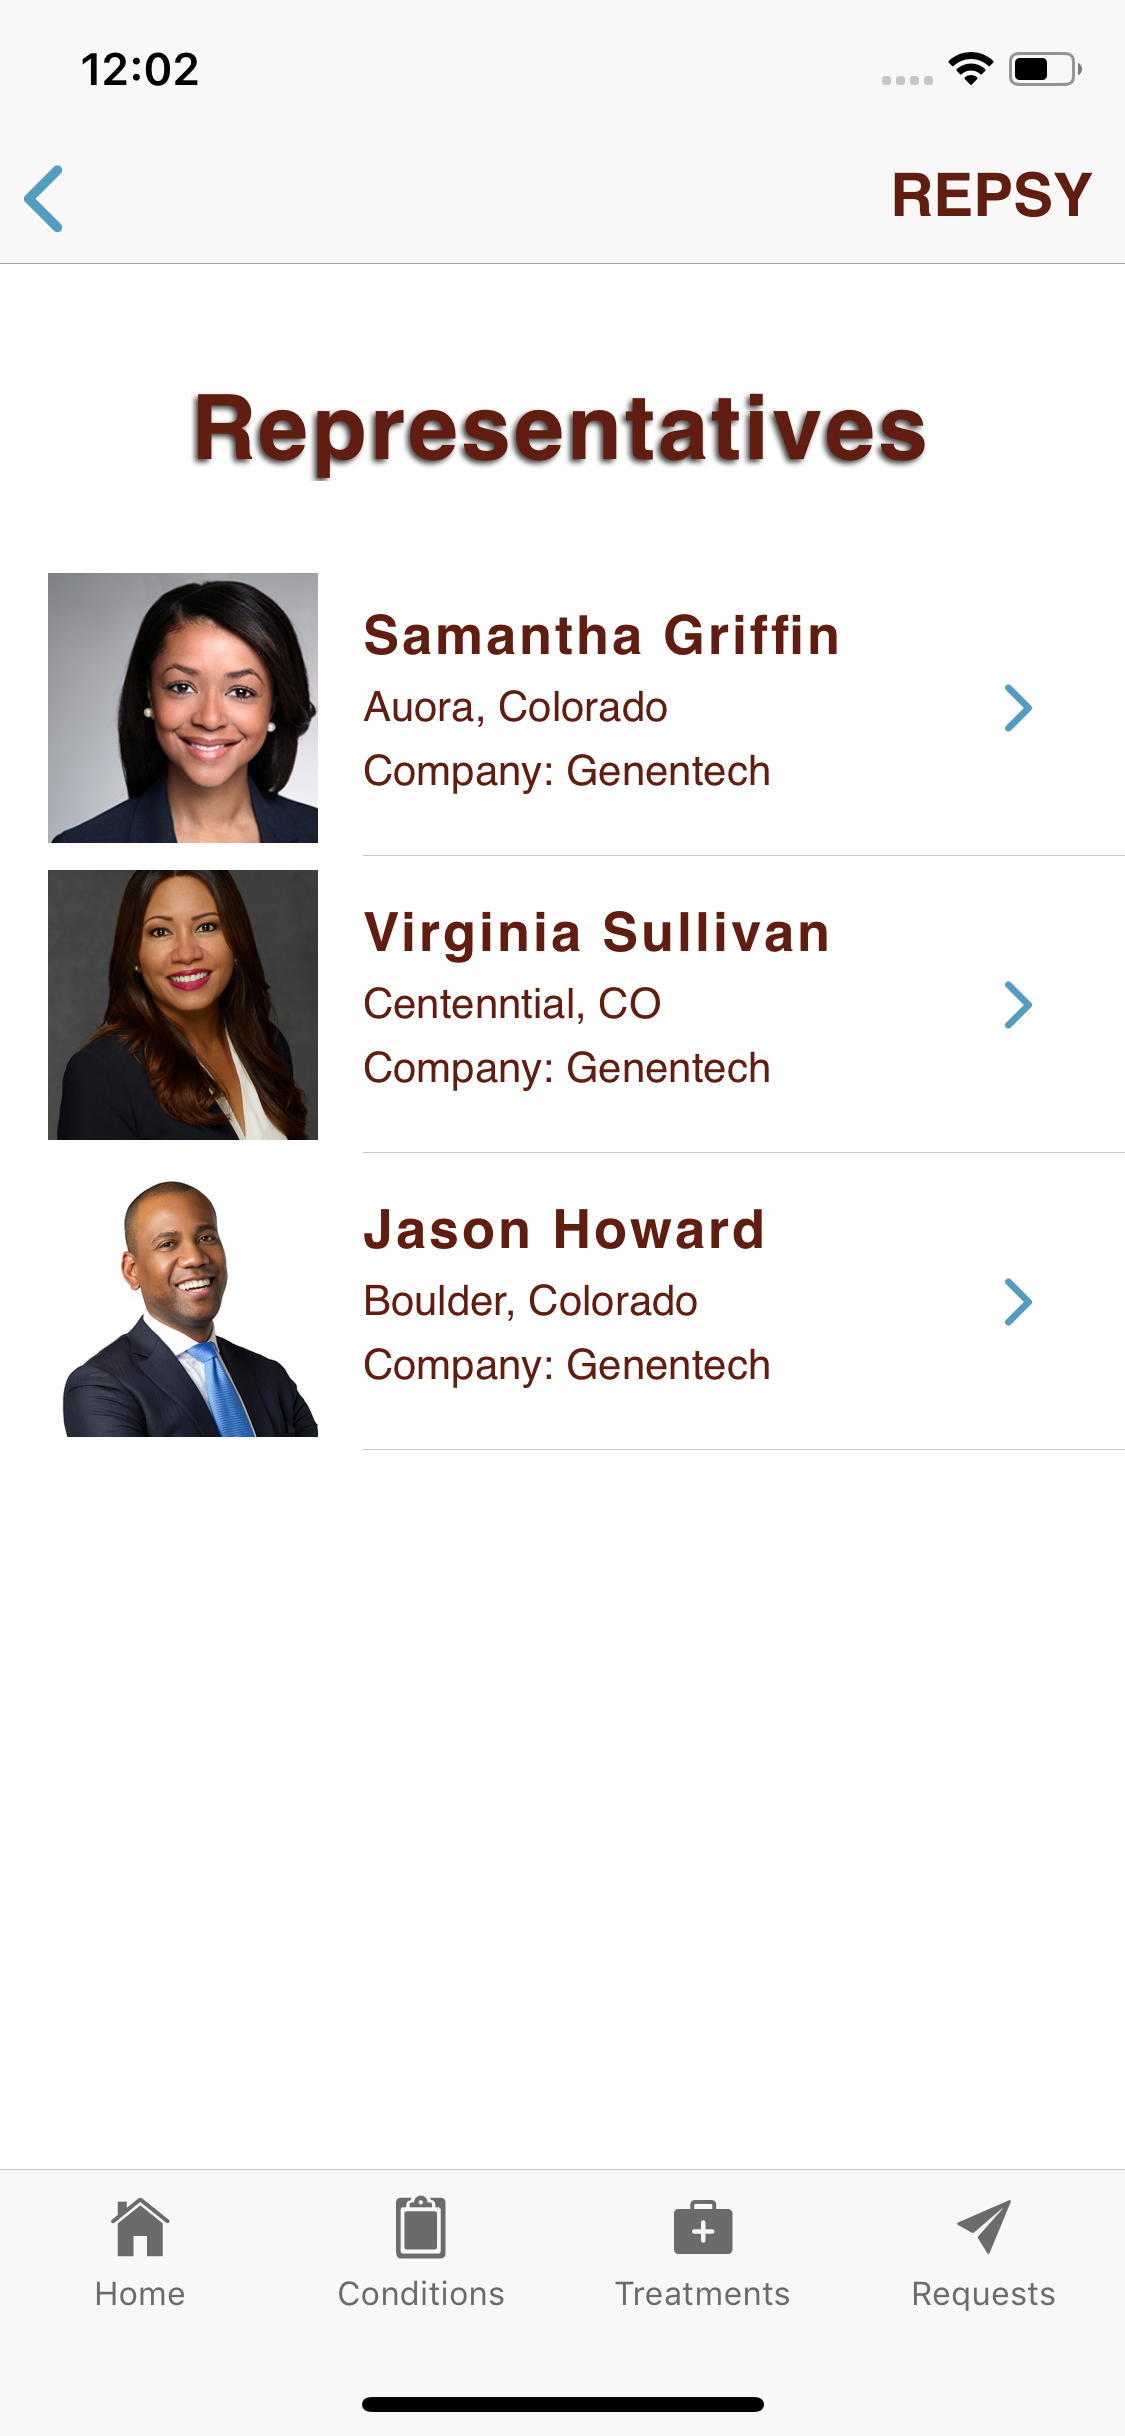 12:02
REPSY
Representatives
Samantha Griffin
Auora, Colorado
Company: Genentech
Virginia Sullivan
Centenntial, CO
Company: Genentech
Jason Howard
Boulder, Colorado
Company: Genentech
Home
Conditions
Treatments
Requests